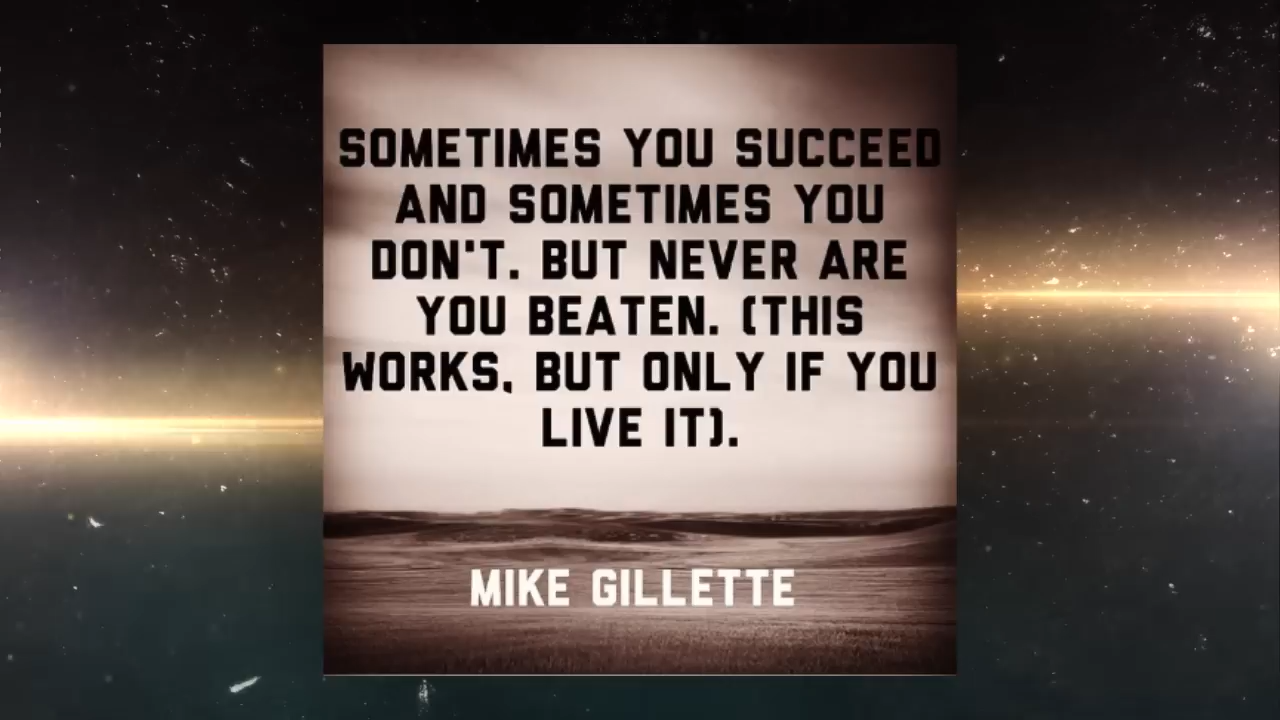 SOMETIMES YOU SUCCEED
AND SOMETIMES YOU
DON'T. BUT NEVER ARE
YOU BEATEN. (THIS
WORKS, BUT ONLY IF YOU
LIVE IT).
MIKE GILLETTE